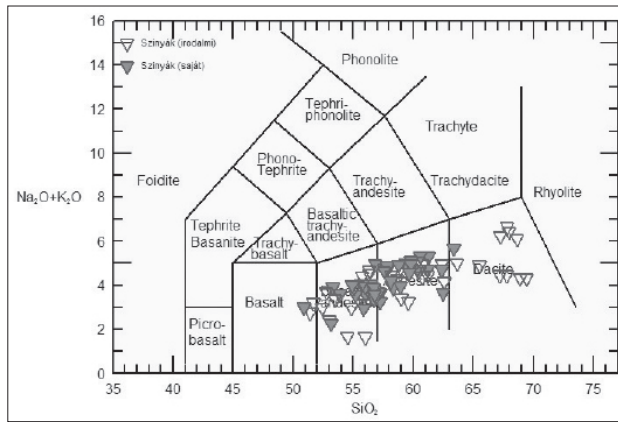 16
14
12
10
8
6
4
2
0
Na₂O+K₂O
Szinyák (irodalmi)
Szinyák (saját)
Phonolite
Tephri-
phonolite
Trachyte
Phono-
Tephrite
Foidite
Trachy-
andesite
Trachydacite
Rhyolite
Tephrite
Basanite
Basaltic
trachy-
andesite
Trachy-
basalt
Dacite
Basalt
Picro-
basalt
35 40 45 50 55 60 65 70 75
SiO₂